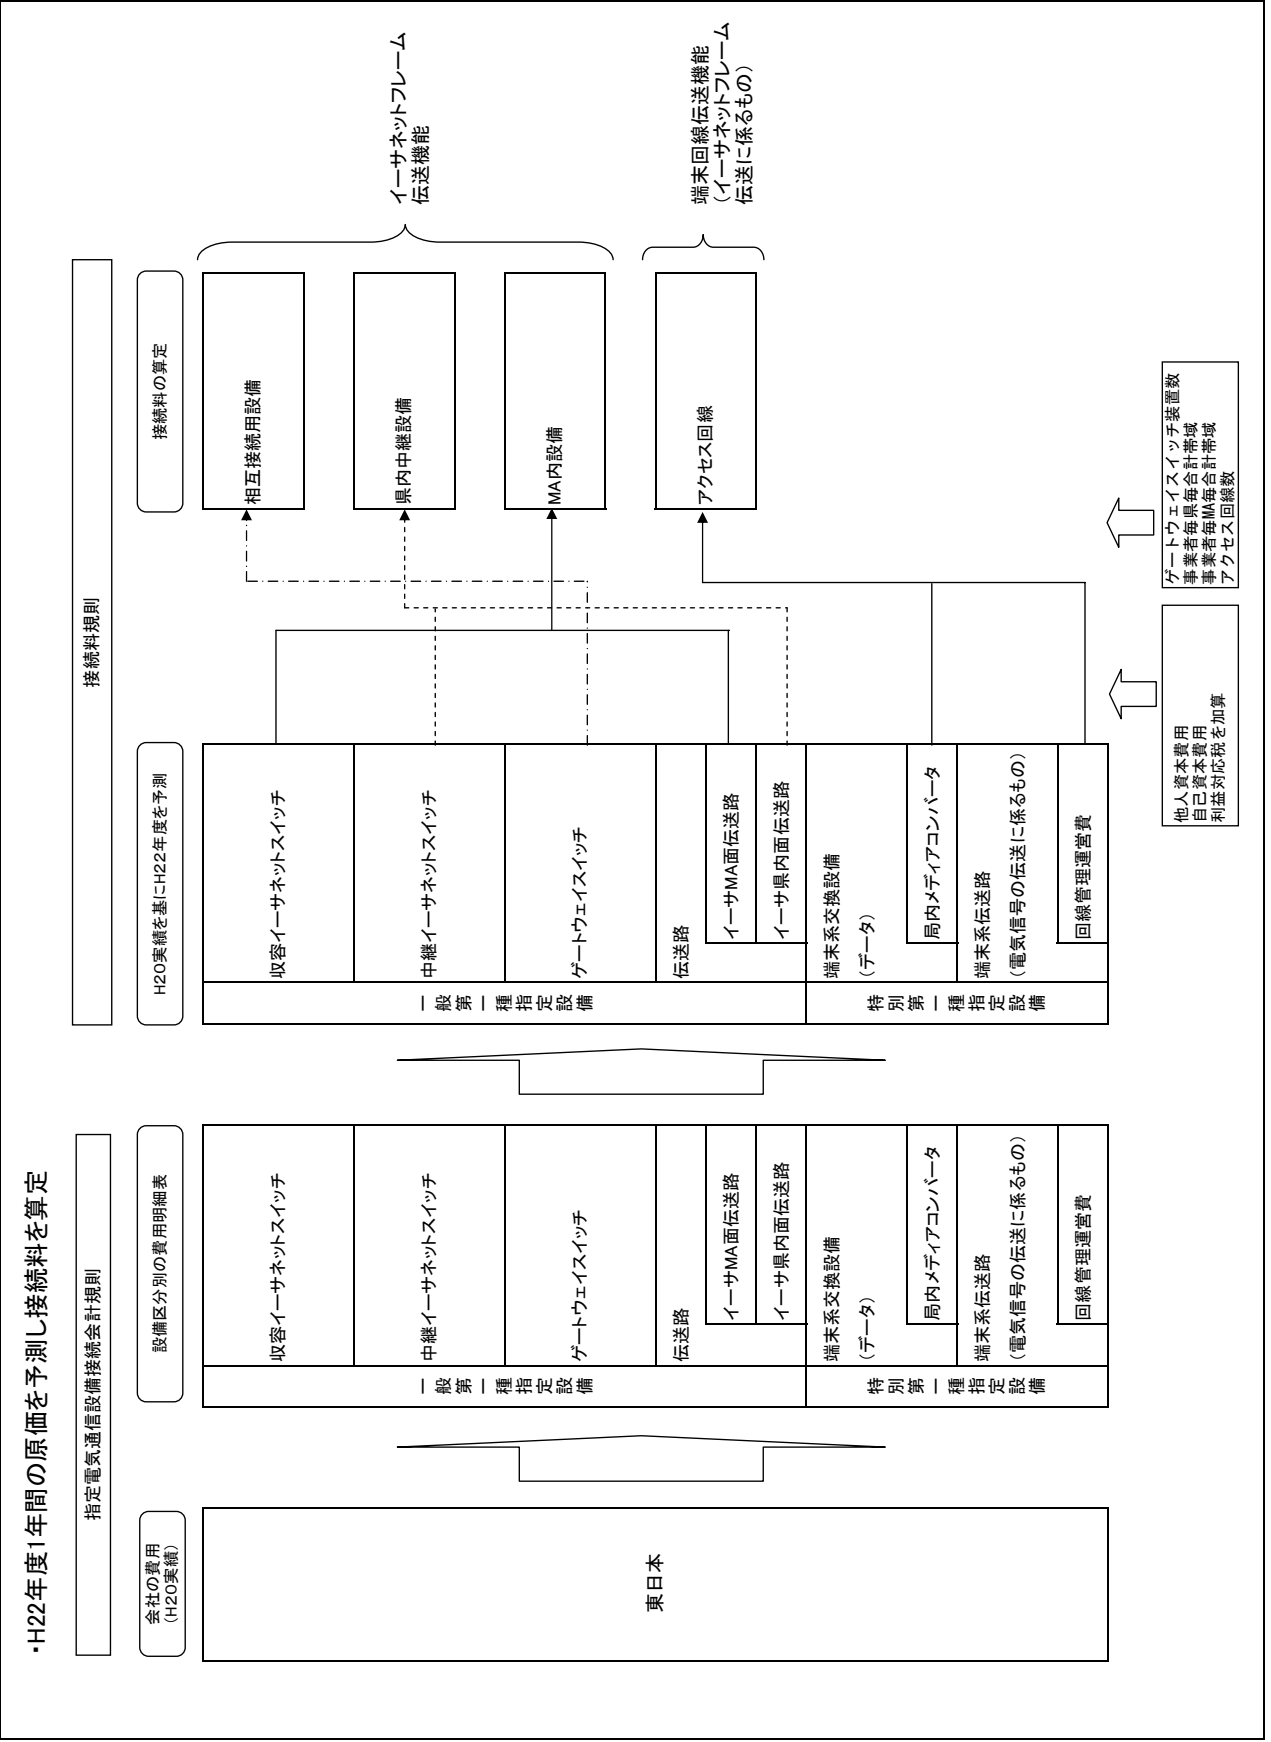 ・H22年度1年間の原価を予測し接続料を算定
指定電気通信設備接続会計規則
接続料規則
会社の費用
（H20実績）
設備区分別の費用明細表
H20実績を基にH22年度を予測
接続料の算定
東日本
一般第一種指定設備
特別第一種指定設備
収容イーサネットスイッチ
中継イーサネットスイッチ
ゲートウェイスイッチ
伝送路
イーサMA面伝送路
イーサ県内面伝送路
端末系交換設備
（データ）
局内メディアコンバータ
端末系伝送路
（電気信号の伝送に係るもの）
回線管理運営費
一般第一種指定設備
特別第一種指定設備
収容イーサネットスイッチ
中継イーサネットスイッチ
ゲートウェイスイッチ
伝送路
イーサMA面伝送路
イーサ県内面伝送路
端末系交換設備
（データ）
局内メディアコンバータ
端末系伝送路
（電気信号の伝送に係るもの）
回線管理運営費
相互接続用設備
県内中継設備
MA内設備
アクセス回線
イーサネットフレーム
伝送機能
端末回線伝送機能
（イーサネットフレーム
伝送に係るもの）
他人資本費用
自己資本費用
利益対応税を加算
ゲートウェイスイッチ装置数
事業者毎県毎合計帯域
事業者毎MA毎合計帯域
アクセス回線数